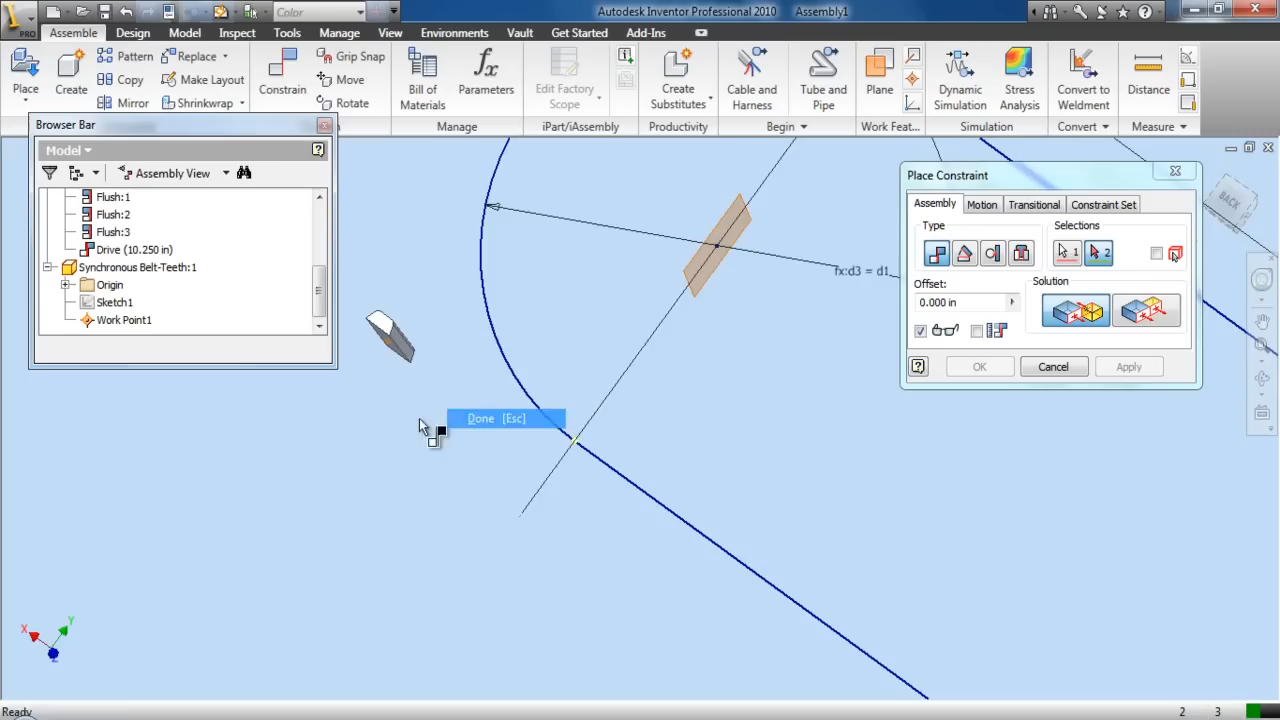 Color
Autodesk Inventor Professional 2010 Assembly1
PRO Assemble Design Model Inspect Tools Manage View Environments Vault Get Started Add-Ins
Place Create Pattern Copy Mirror Replace Make Layout Shrinkwrap Constrain Grip Snap Move Rotate Bill of Materials Parameters Edit Factory Scope Create Substitutes Cable and Harness Tube and Pipe Plane Dynamic Simulation Stress Analysis Convert to Weldment Distance
Manage iPart/iAssembly Productivity Begin Work Feat... Simulation Convert Measure
Browser Bar
Model
Assembly View
Flush:1
Flush:2
Flush:3
Drive (10.250 in)
Synchronous Belt-Teeth:1
Origin
Sketch1
Work Point1
fx:d3 = d1
Done [Esc]
Place Constraint
Assembly Motion Transitional Constraint Set
Type Selections
1 2
Offset: Solution
0.000 in
OK Cancel Apply
BACK
X Y Z
Ready 2 3